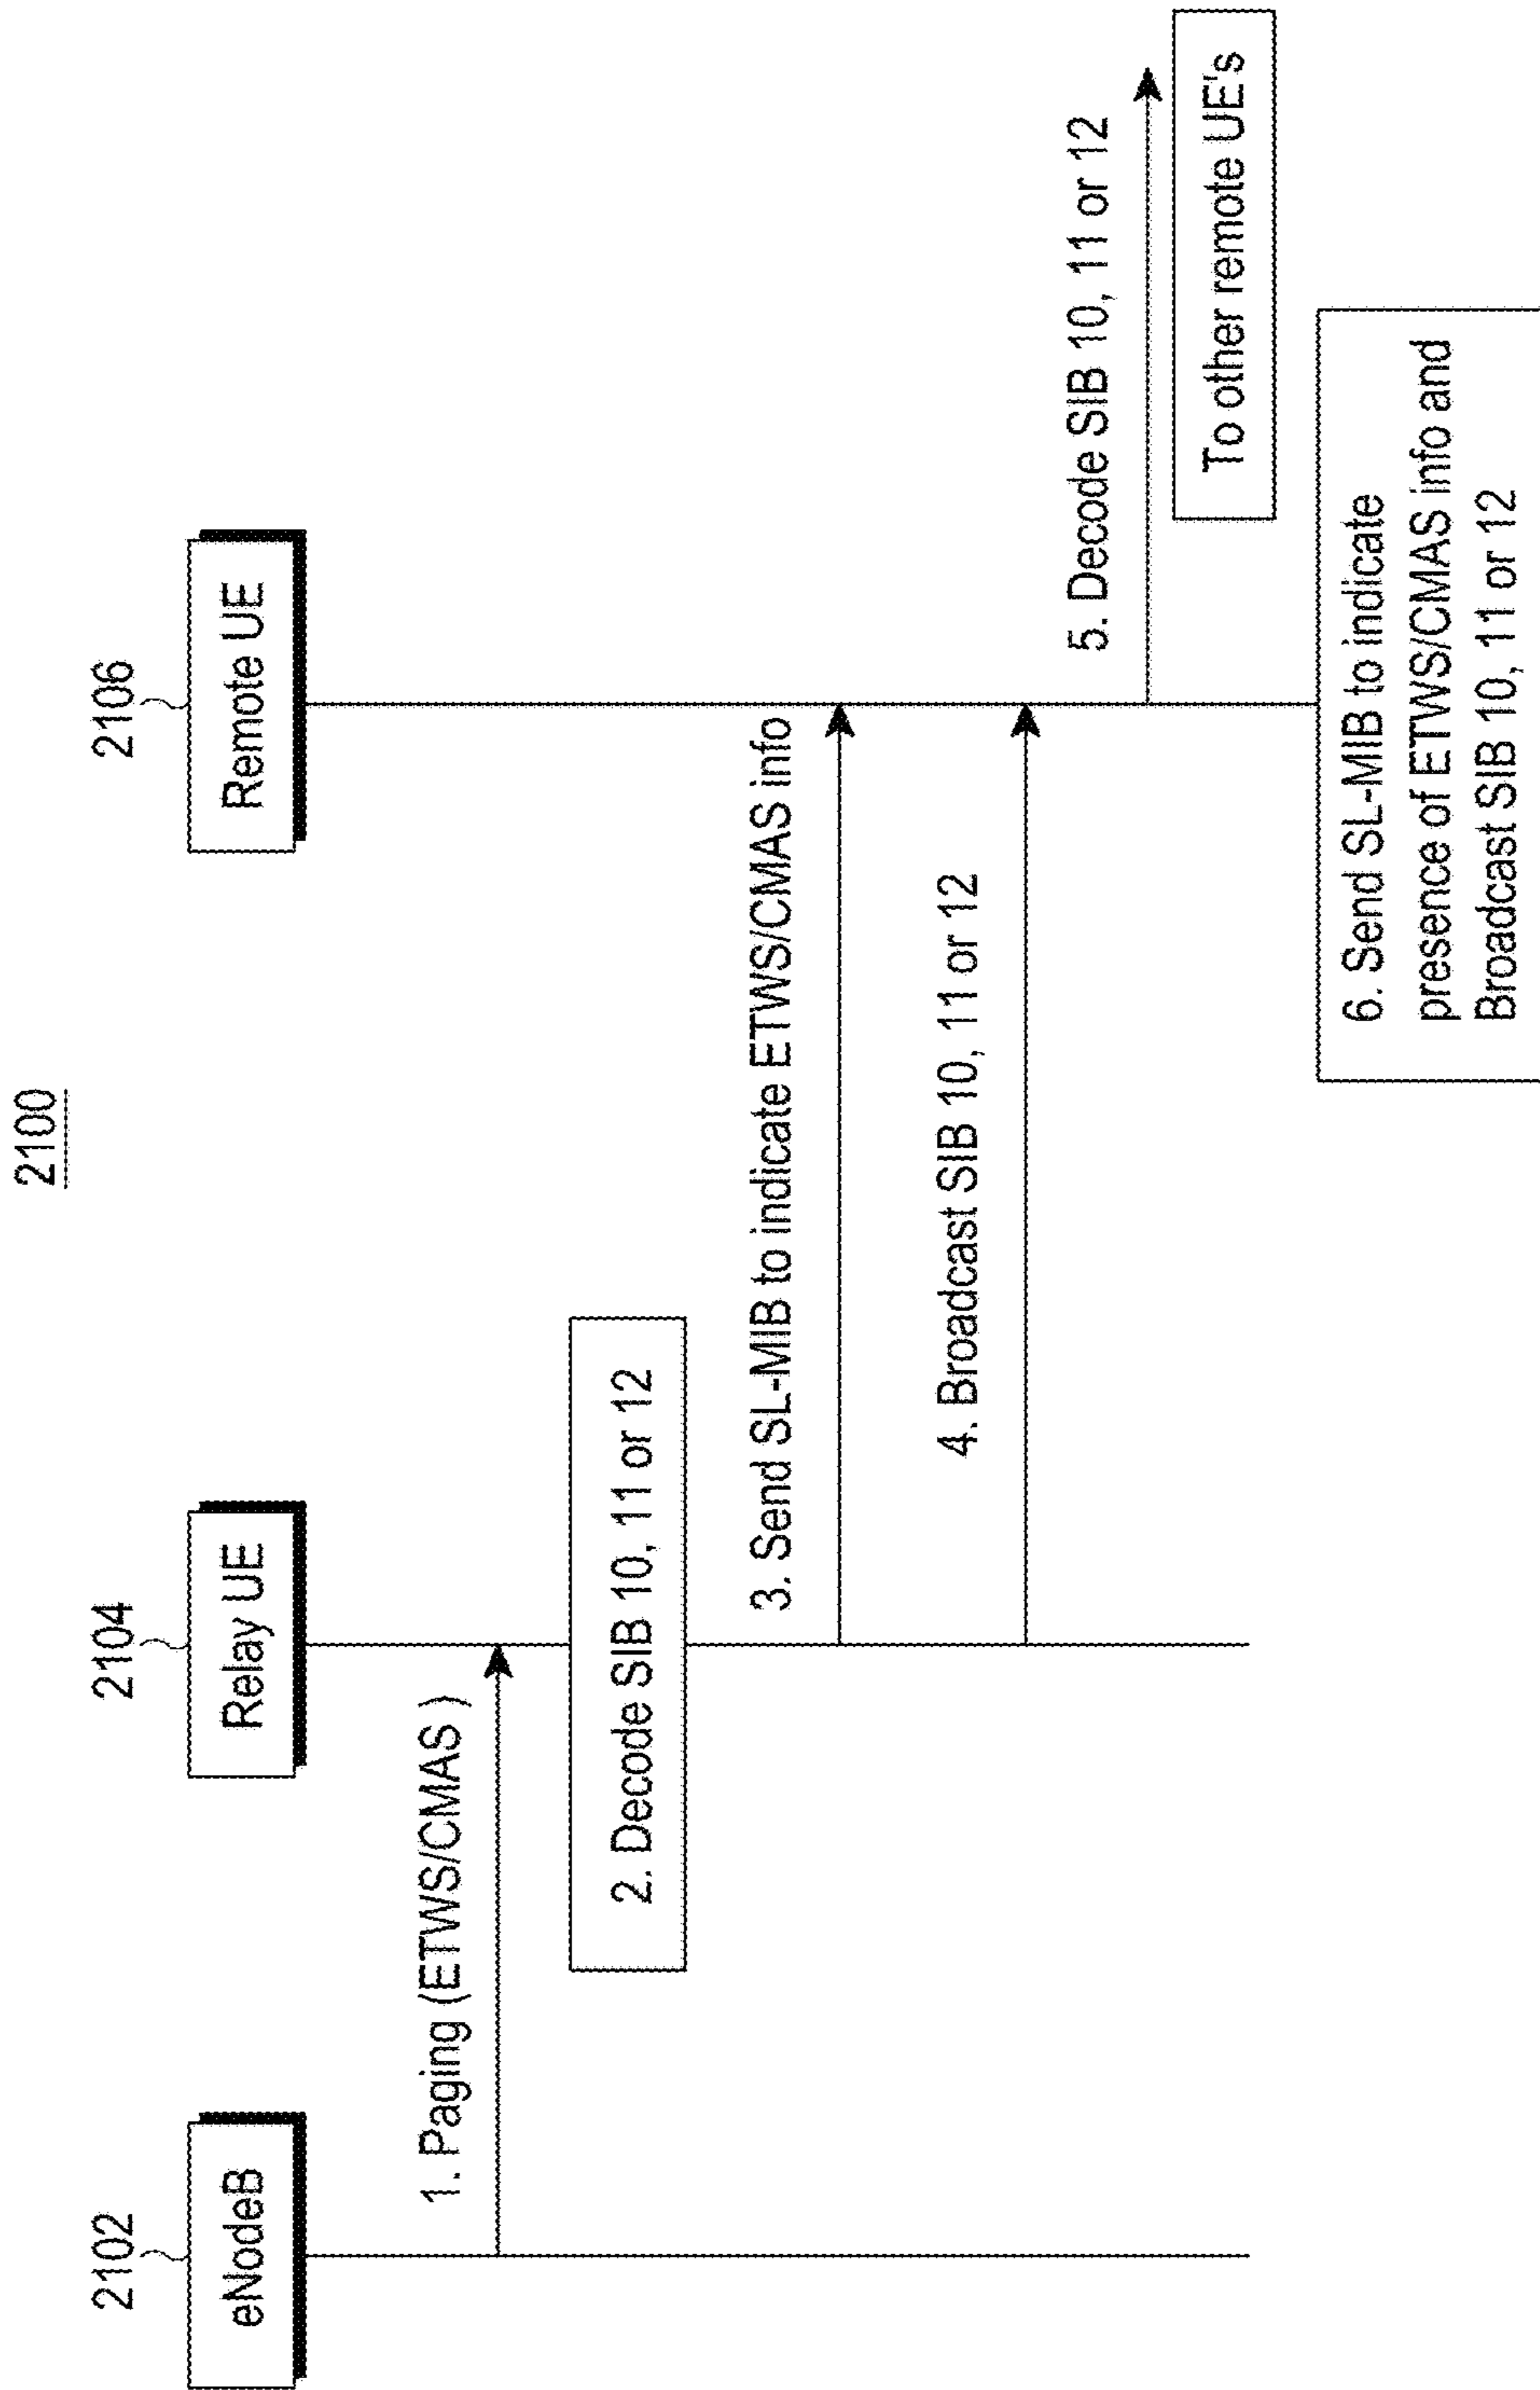 2100
2102
2104
2106
eNodeB
Relay UE
Remote UE
1. Paging (ETWS/CMAS )
2. Decode SIB 10, 11 or 12
3. Send SL-MIB to indicate ETWS/CMAS info
4. Broadcast SIB 10, 11 or 12
5. Decode SIB 10, 11 or 12
To other remote UE's
6. Send SL-MIB to indicate
presence of ETWS/CMAS info and
Broadcast SIB 10, 11 or 12